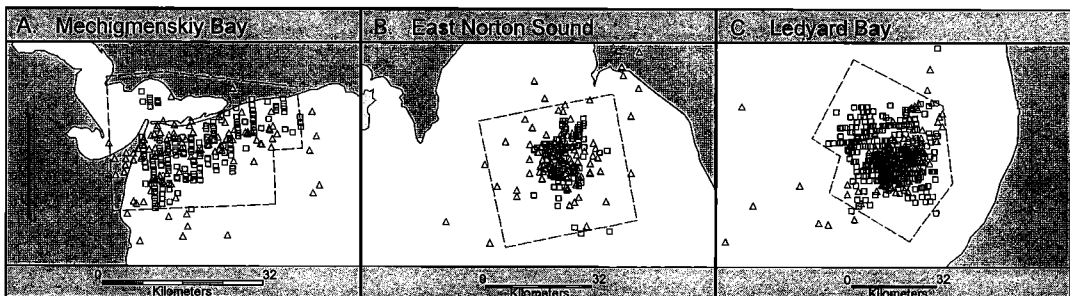 A. Mechigmenskiy Bay
B. East Norton Sound
C. Ledyard Bay
0 32
Kilometers
0 32
Kilometers
0 32
Kilometers